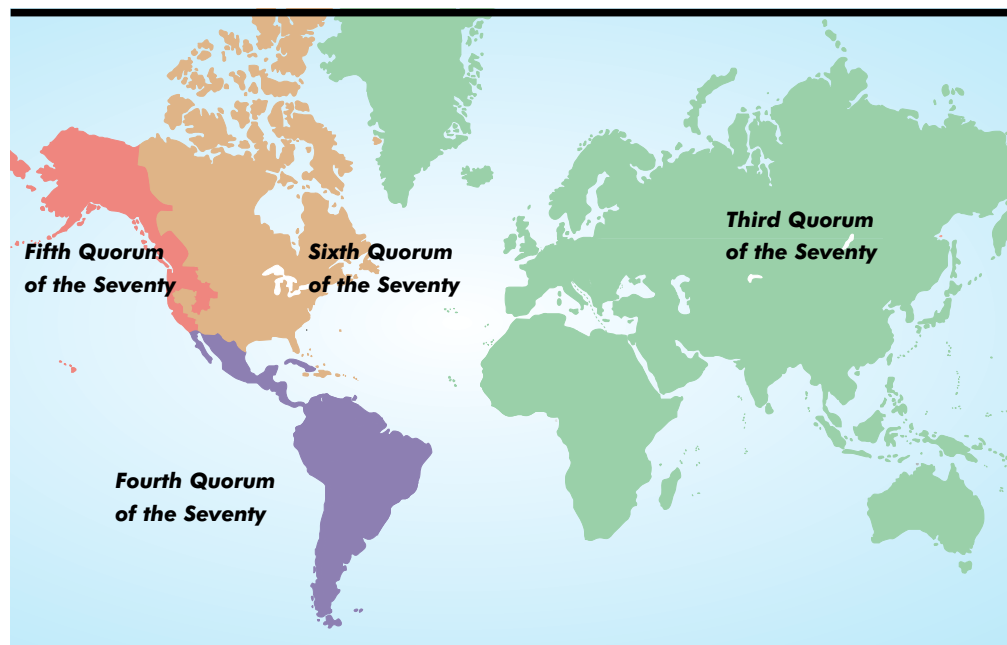 Third Quorum
of the Seventy
Fifth Quorum
of the Seventy
Sixth Quorum
of the Seventy
Fourth Quorum
of the Seventy